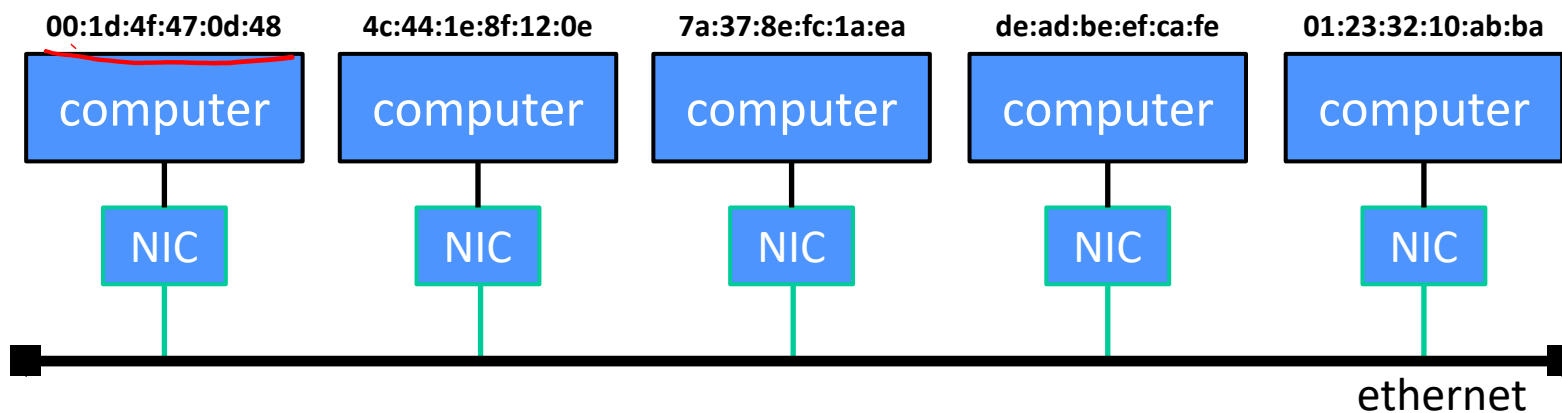 00:1d:4f:47:0d:48 4c:44:1e:8f:12:0e 7a:37:8e:fc:1a:ea de:ad:be:ef:ca:fe 01:23:32:10:ab:ba
computer computer computer computer computer
NIC NIC NIC NIC NIC
ethernet